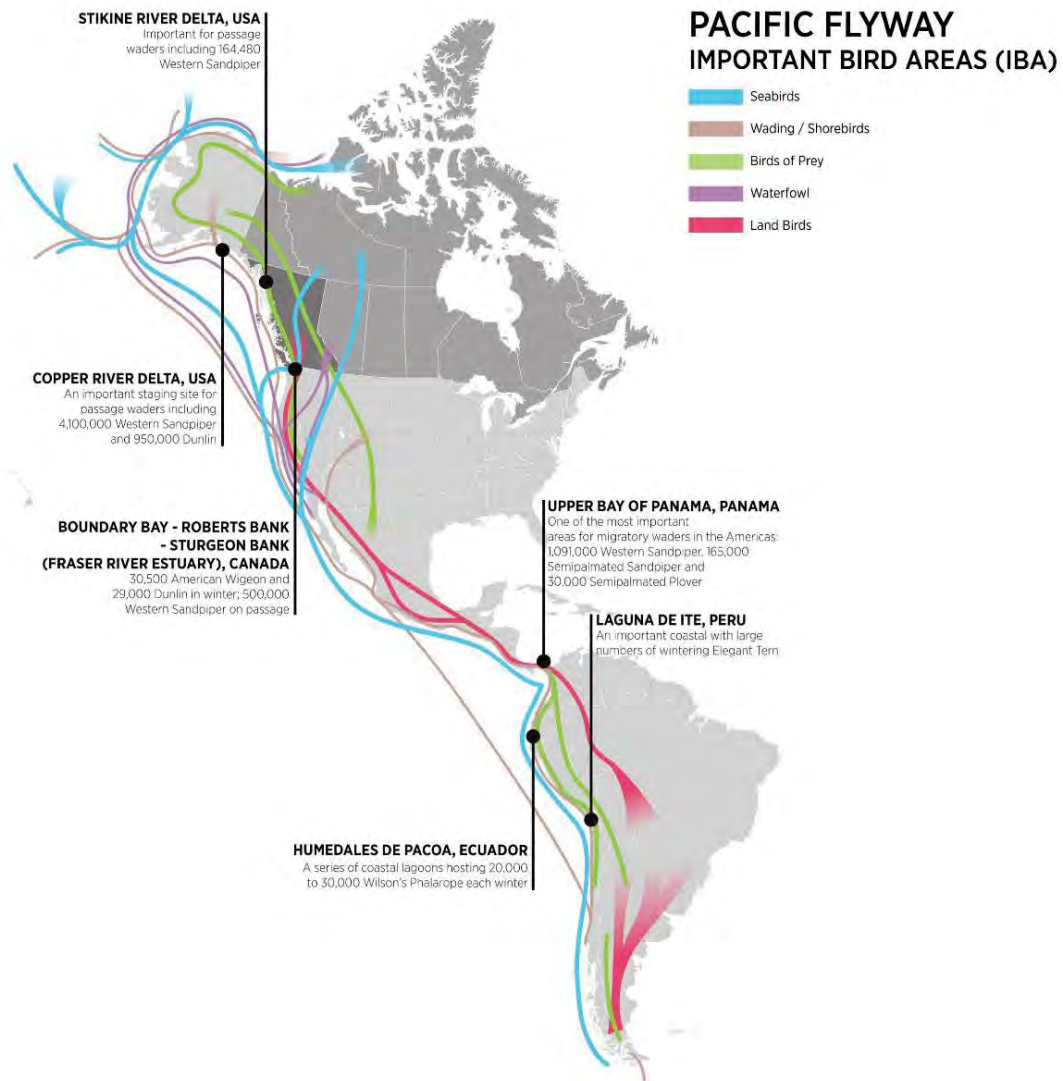 PACIFIC FLYWAY
IMPORTANT BIRD AREAS (IBA)
Seabirds
Wading / Shorebirds
Birds of Prey
Waterfowl
Land Birds
STIKINE RIVER DELTA, USA
Important for passage
waders including 164,480
Western Sandpiper
COPPER RIVER DELTA, USA
An important staging site for
passage waders including
4,100,000 Western Sandpiper
and 950,000 Dunlin
BOUNDARY BAY - ROBERTS BANK
- STURGEON BANK
(FRASER RIVER ESTUARY), CANADA
30,500 American Wigeon and
29,000 Dunlin in winter; 500,000
Western Sandpiper on passage
UPPER BAY OF PANAMA, PANAMA
One of the most important
areas for migratory waders in the Americas:
1,091,000 Western Sandpiper, 165,000
Semipalmated Sandpiper and
30,000 Semipalmated Plover
LAGUNA DE ITE, PERU
An important coastal with large
numbers of wintering Elegant Tern
HUMEDALES DE PACOA, ECUADOR
A series of coastal lagoons hosting 20,000
to 30,000 Wilson's Phalarope each winter